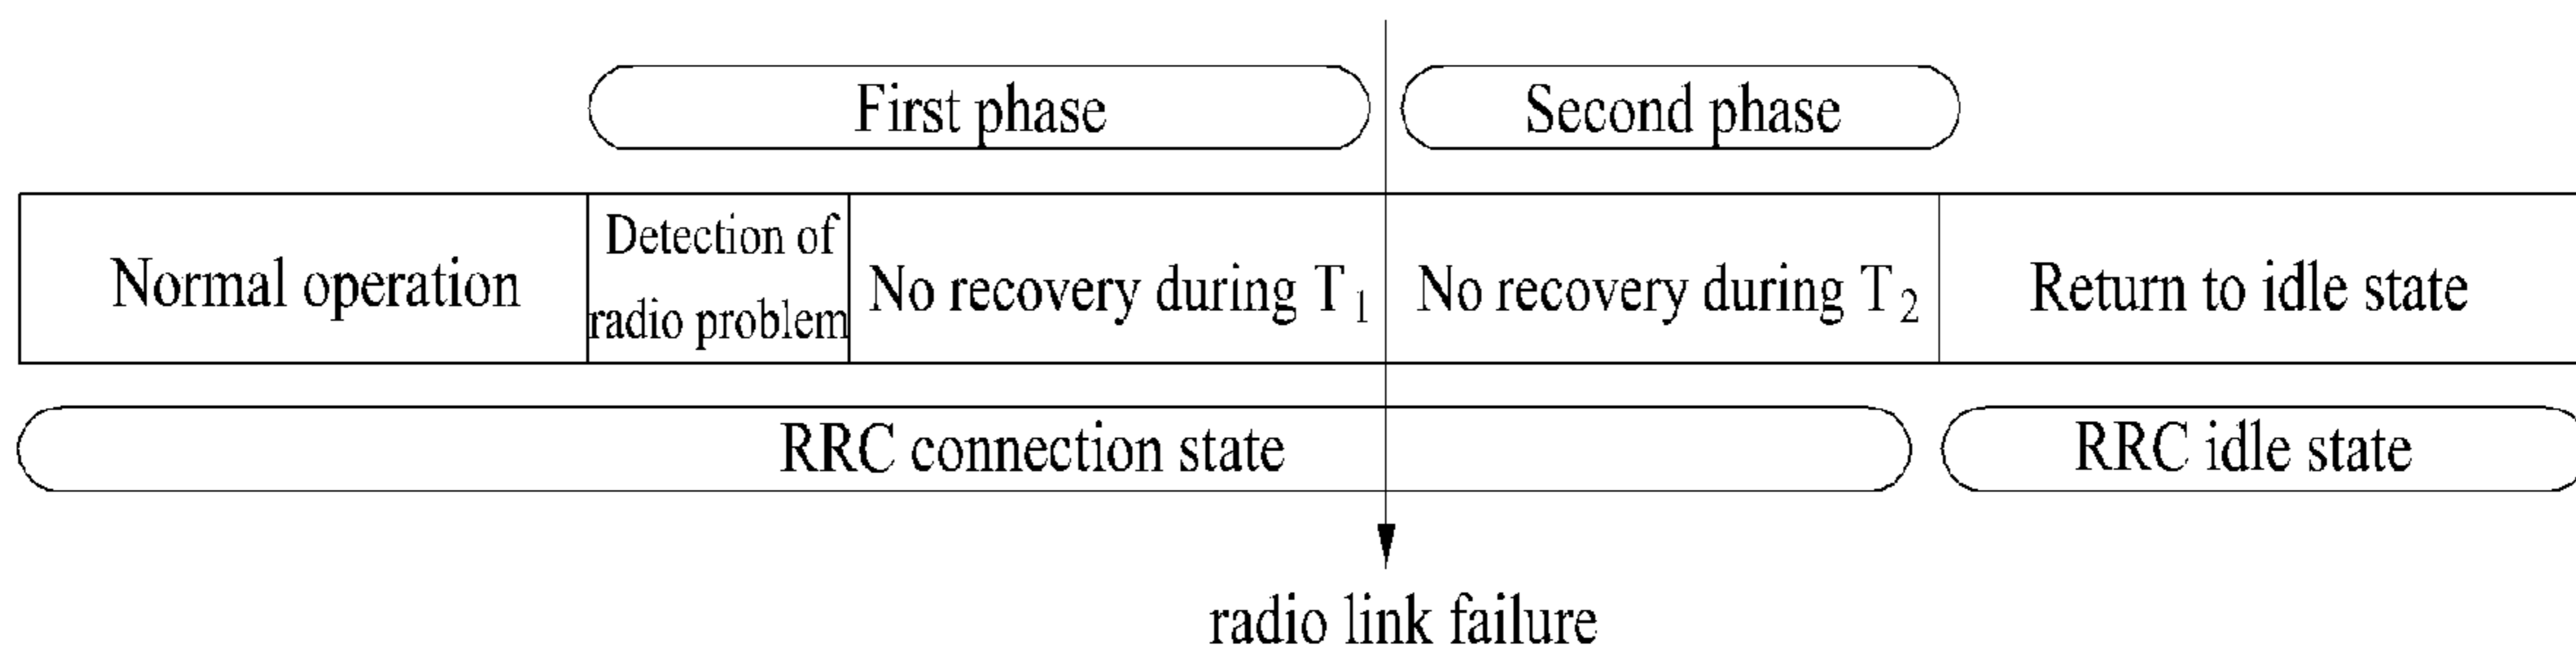 First phase
Second phase
Normal operation
Detection of
radio problem
No recovery during T1
No recovery during T2
Return to idle state
RRC connection state
RRC idle state
radio link failure